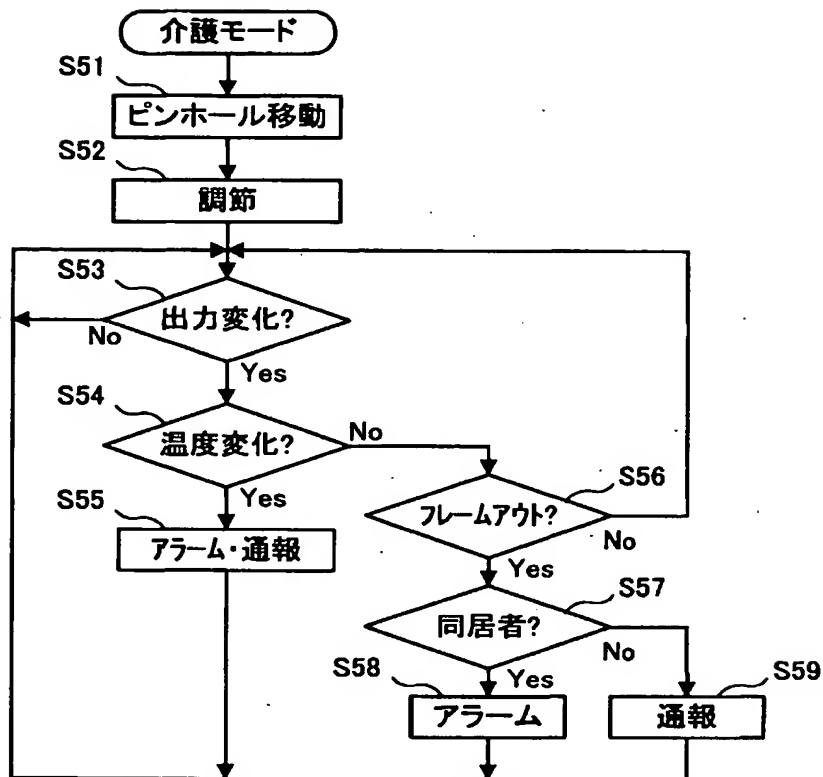 介護モード
S51
ピンホール移動
S52
調節
S53
出力変化?
No
Yes
S54
温度変化?
No
Yes
S55
アラーム・通報
S56
フレームアウト?
No
Yes
S57
同居者?
No
Yes
S58
アラーム
S59
通報